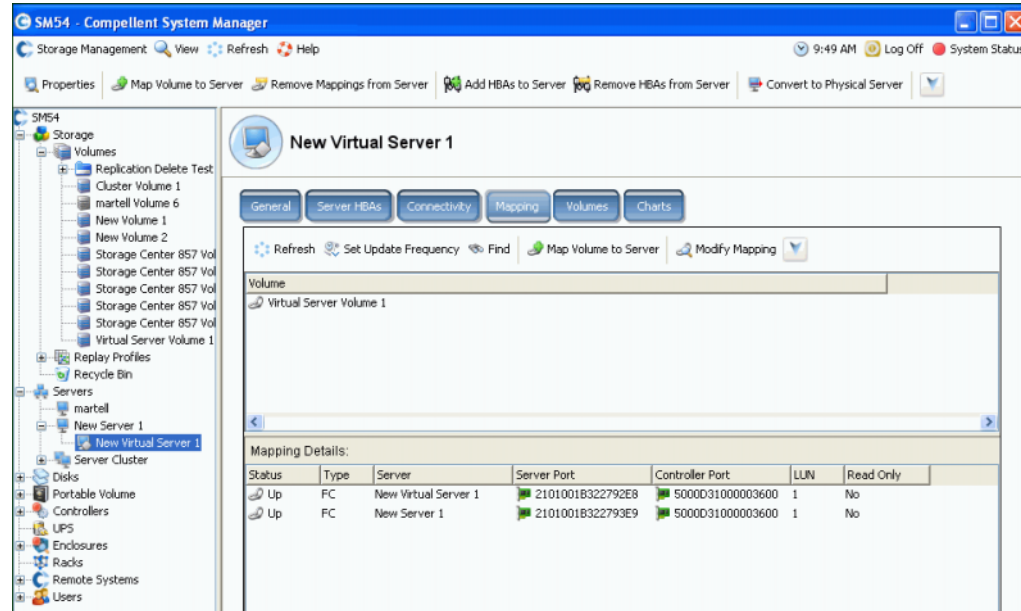 SM54 - Compellent System Manager
Storage Management View Refresh Help 9:49 AM Log Off System Status
Properties Map Volume to Server Remove Mappings from Server Add HBAs to Server Remove HBAs from Server Convert to Physical Server
SM54
Storage
Volumes
Replication Delete Test
Cluster Volume 1
martell Volume 6
New Volume 1
New Volume 2
Storage Center 857 Vol
Storage Center 857 Vol
Storage Center 857 Vol
Storage Center 857 Vol
Storage Center 857 Vol
Virtual Server Volume 1
Replay Profiles
Recycle Bin
Servers
martell
New Server 1
New Virtual Server 1
Server Cluster
Disks
Portable Volume
Controllers
UPS
Enclosures
Racks
Remote Systems
Users
New Virtual Server 1
General Server HBAs Connectivity Mapping Volumes Charts
Refresh Set Update Frequency Find Map Volume to Server Modify Mapping
Volume
Virtual Server Volume 1
Mapping Details:
Status Type Server Server Port Controller Port LUN Read Only
Up FC New Virtual Server 1 2101001B322792E8 5000D31000003600 1 No
Up FC New Server 1 2101001B322793E9 5000D31000003600 1 No